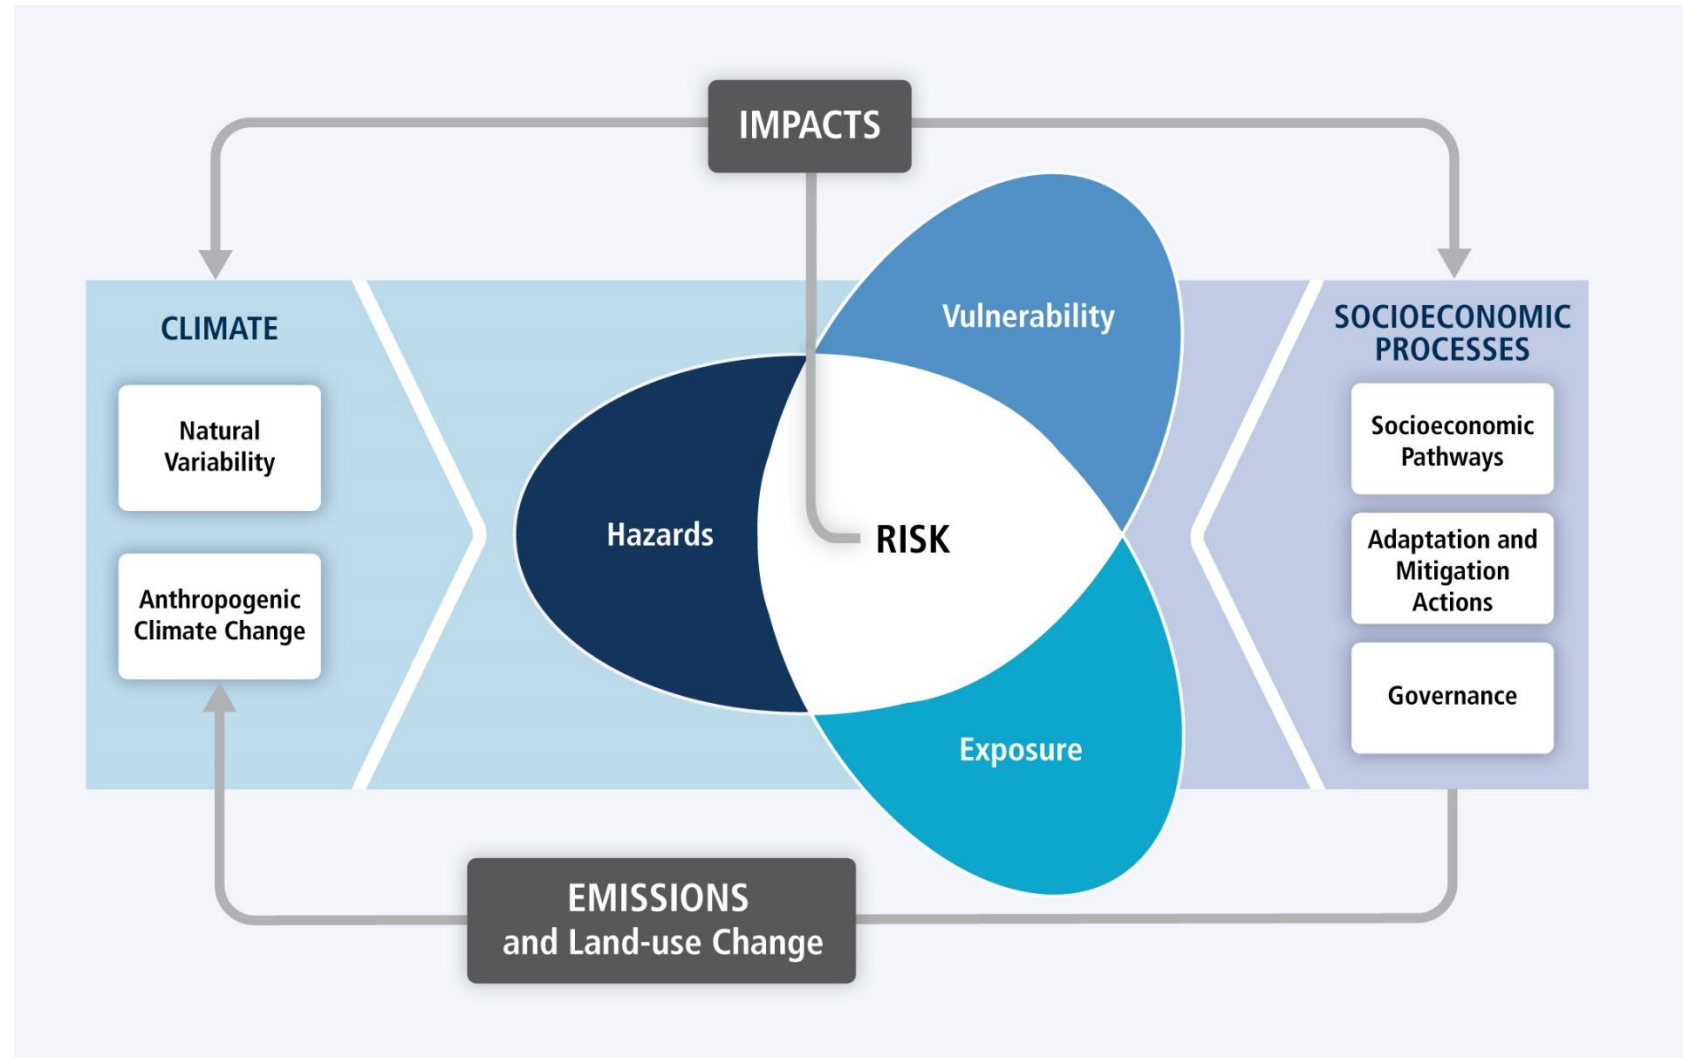 IMPACTS
CLIMATE
Natural
Variability
Anthropogenic
Climate Change
Hazards
Vulnerability
RISK
Exposure
SOCIOECONOMIC
PROCESSES
Socioeconomic
Pathways
Adaptation and
Mitigation
Actions
Governance
EMISSIONS
and Land-use Change